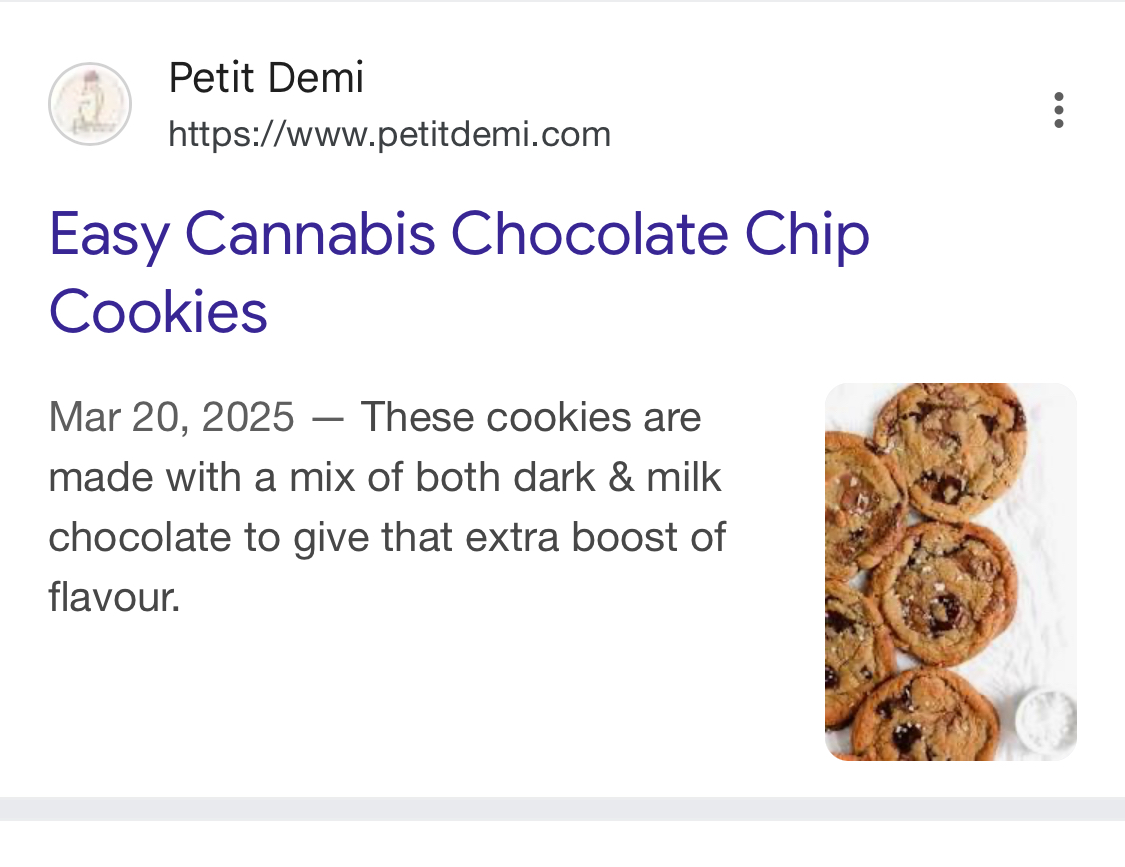 Petit Demi
https://www.petitdemi.com
Easy Cannabis Chocolate Chip
Cookies
Mar 20, 2025 — These cookies are
made with a mix of both dark & milk
chocolate to give that extra boost of
flavour.